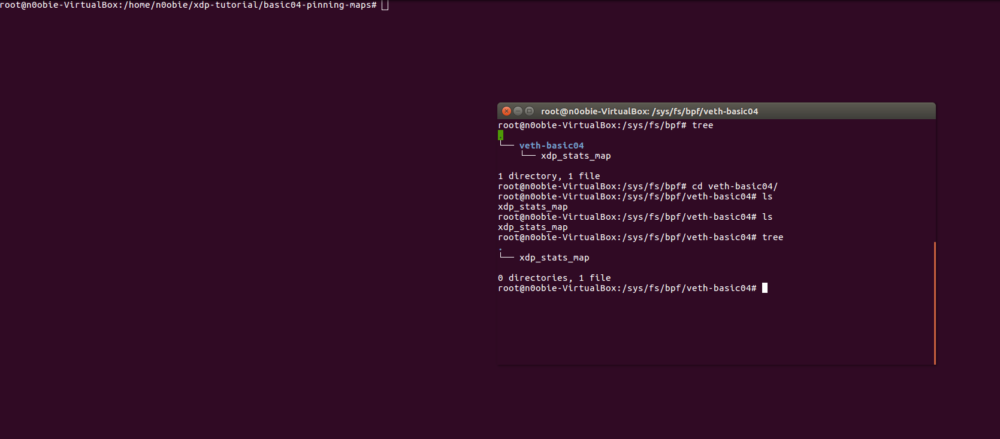 root@n0obie-VirtualBox:/home/n0obie/xdp-tutorial/basic04-pinning-maps#
root@n0obie-VirtualBox: /sys/fs/bpf/veth-basic04
root@n0obie-VirtualBox:/sys/fs/bpf# tree
.
└── veth-basic04
    └── xdp_stats_map
1 directory, 1 file
root@n0obie-VirtualBox:/sys/fs/bpf# cd veth-basic04/
root@n0obie-VirtualBox:/sys/fs/bpf/veth-basic04# ls
xdp_stats_map
root@n0obie-VirtualBox:/sys/fs/bpf/veth-basic04# ls
xdp_stats_map
root@n0obie-VirtualBox:/sys/fs/bpf/veth-basic04# tree
.
└── xdp_stats_map
0 directories, 1 file
root@n0obie-VirtualBox:/sys/fs/bpf/veth-basic04#